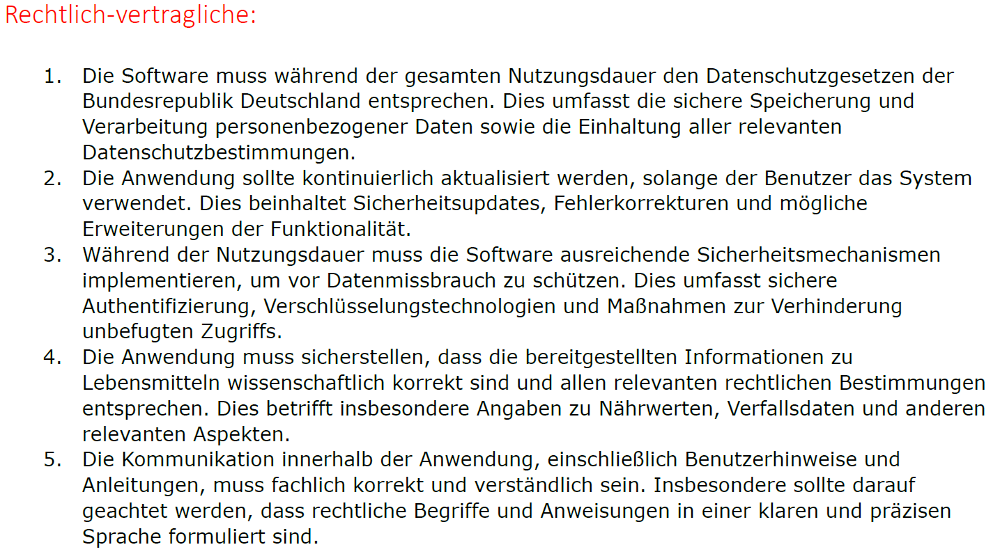 Rechtlich-vertragliche:
1. Die Software muss während der gesamten Nutzungsdauer den Datenschutzgesetzen der
Bundesrepublik Deutschland entsprechen. Dies umfasst die sichere Speicherung und
Verarbeitung personenbezogener Daten sowie die Einhaltung aller relevanten
Datenschutzbestimmungen.
2. Die Anwendung sollte kontinuierlich aktualisiert werden, solange der Benutzer das System
verwendet. Dies beinhaltet Sicherheitsupdates, Fehlerkorrekturen und mögliche
Erweiterungen der Funktionalität.
3. Während der Nutzungsdauer muss die Software ausreichende Sicherheitsmechanismen
implementieren, um vor Datenmissbrauch zu schützen. Dies umfasst sichere
Authentifizierung, Verschlüsselungstechnologien und Maßnahmen zur Verhinderung
unbefugten Zugriffs.
4. Die Anwendung muss sicherstellen, dass die bereitgestellten Informationen zu
Lebensmitteln wissenschaftlich korrekt sind und allen relevanten rechtlichen Bestimmungen
entsprechen. Dies betrifft insbesondere Angaben zu Nährwerten, Verfallsdaten und anderen
relevanten Aspekten.
5. Die Kommunikation innerhalb der Anwendung, einschließlich Benutzerhinweise und
Anleitungen, muss fachlich korrekt und verständlich sein. Insbesondere sollte darauf
geachtet werden, dass rechtliche Begriffe und Anweisungen in einer klaren und präzisen
Sprache formuliert sind.